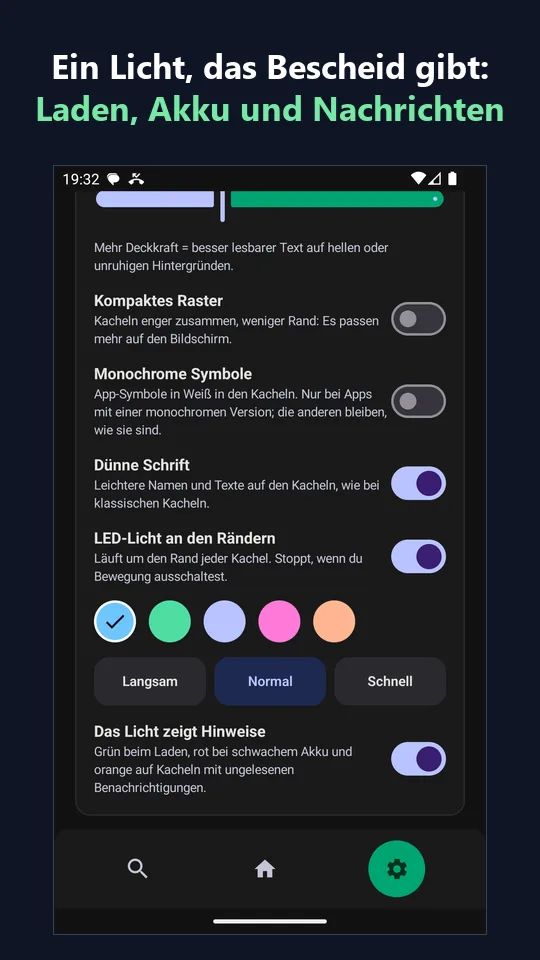 Ein Licht, das Bescheid gibt:
Laden, Akku und Nachrichten
19:32
Mehr Deckkraft = besser lesbarer Text auf hellen oder
unruhigen Hintergründen.
Kompaktes Raster
Kacheln enger zusammen, weniger Rand: Es passen
mehr auf den Bildschirm.
Monochrome Symbole
App-Symbole in Weiß in den Kacheln. Nur bei Apps
mit einer monochromen Version; die anderen bleiben,
wie sie sind.
Dünne Schrift
Leichtere Namen und Texte auf den Kacheln, wie bei
klassischen Kacheln.
LED-Licht an den Rändern
Läuft um den Rand jeder Kachel. Stoppt, wenn du
Bewegung ausschaltest.
Langsam Normal Schnell
Das Licht zeigt Hinweise
Grün beim Laden, rot bei schwachem Akku und
orange auf Kacheln mit ungelesenen
Benachrichtigungen.